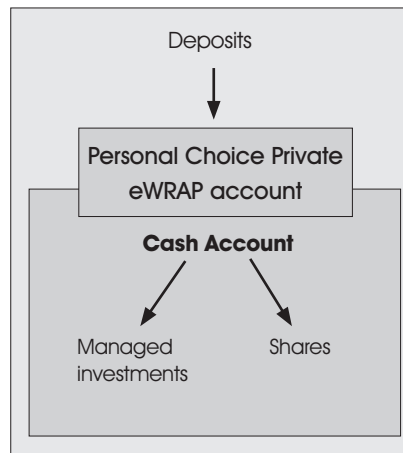 Deposits
Personal Choice Private
eWRAP account
Cash Account
Managed
investments
Shares